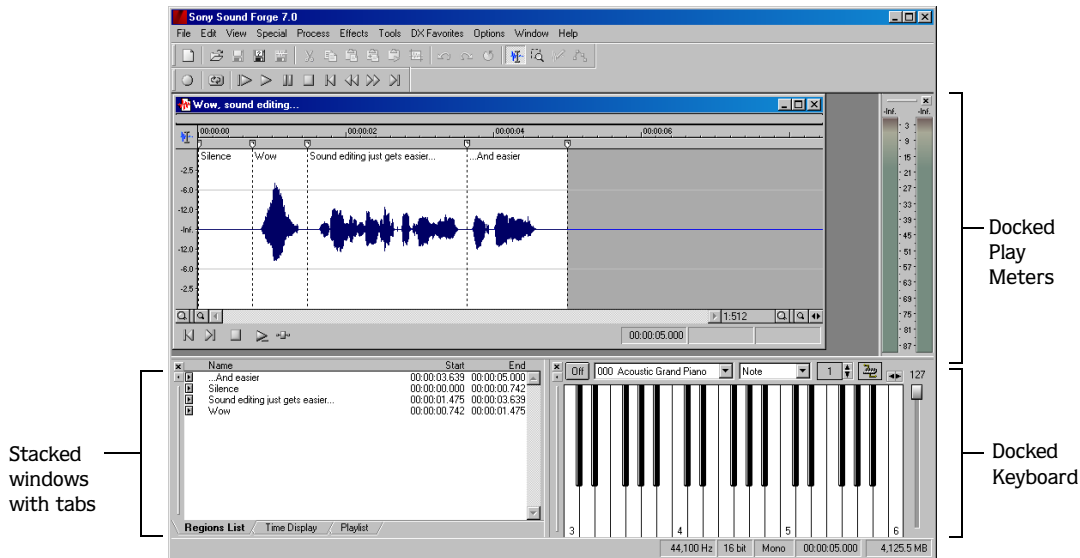 Sony Sound Forge 7.0
File Edit View Special Process Effects Tools DX Favorites Options Window Help
Wow, sound editing...
00:00:00 00:00:02 00:00:04 00:00:06
Silence Wow Sound editing just gets easier... ...And easier
-2.5
-6.0
-12.0
-Inf.
-12.0
-6.0
-2.5
1:512
00:00:05.000
-Inf. -Inf.
- 3 -
- 9 -
- 15 -
- 21 -
- 27 -
- 33 -
- 39 -
- 45 -
- 51 -
- 57 -
- 63 -
- 69 -
- 75 -
- 81 -
- 87 -
Docked
Play
Meters
Name Start End
...And easier 00:00:03.639 00:00:05.000
Silence 00:00:00.000 00:00:00.742
Sound editing just gets easier... 00:00:01.475 00:00:03.639
Wow 00:00:00.742 00:00:01.475
Regions List Time Display Playlist
Stacked
windows
with tabs
Off 000 Acoustic Grand Piano Note 1 127
3 4 5 6
Docked
Keyboard
44,100 Hz 16 bit Mono 00:00:05.000 4,125.5 MB